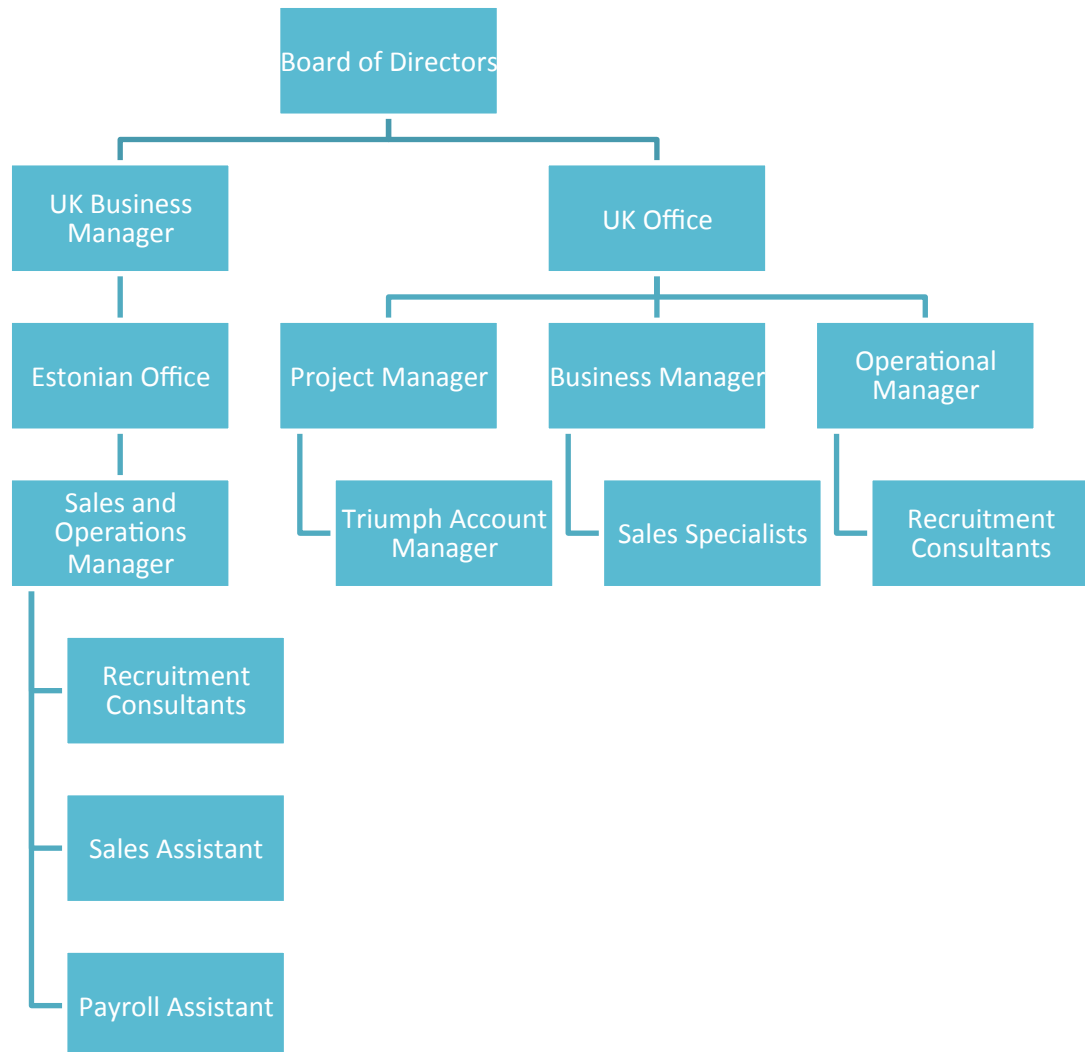 Board of Directors
UK Business
Manager
UK Office
Estonian Office
Project Manager
Business Manager
Operational
Manager
Sales and
Operations
Manager
Triumph Account
Manager
Sales Specialists
Recruitment
Consultants
Recruitment
Consultants
Sales Assistant
Payroll Assistant